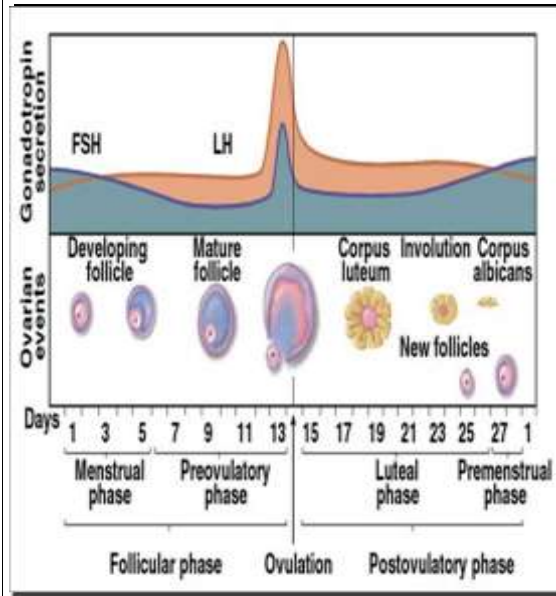 Gonadotropin
secretion
FSH LH
Ovarian
events
Developing
follicle
Mature
follicle
Corpus
luteum
Involution
Corpus
albicans
New follicles
Days
1 3 5 7 9 11 13 15 17 19 21 23 25 27 1
Menstrual
phase
Preovulatory
phase
Luteal
phase
Premenstrual
phase
Follicular phase Ovulation Postovulatory phase